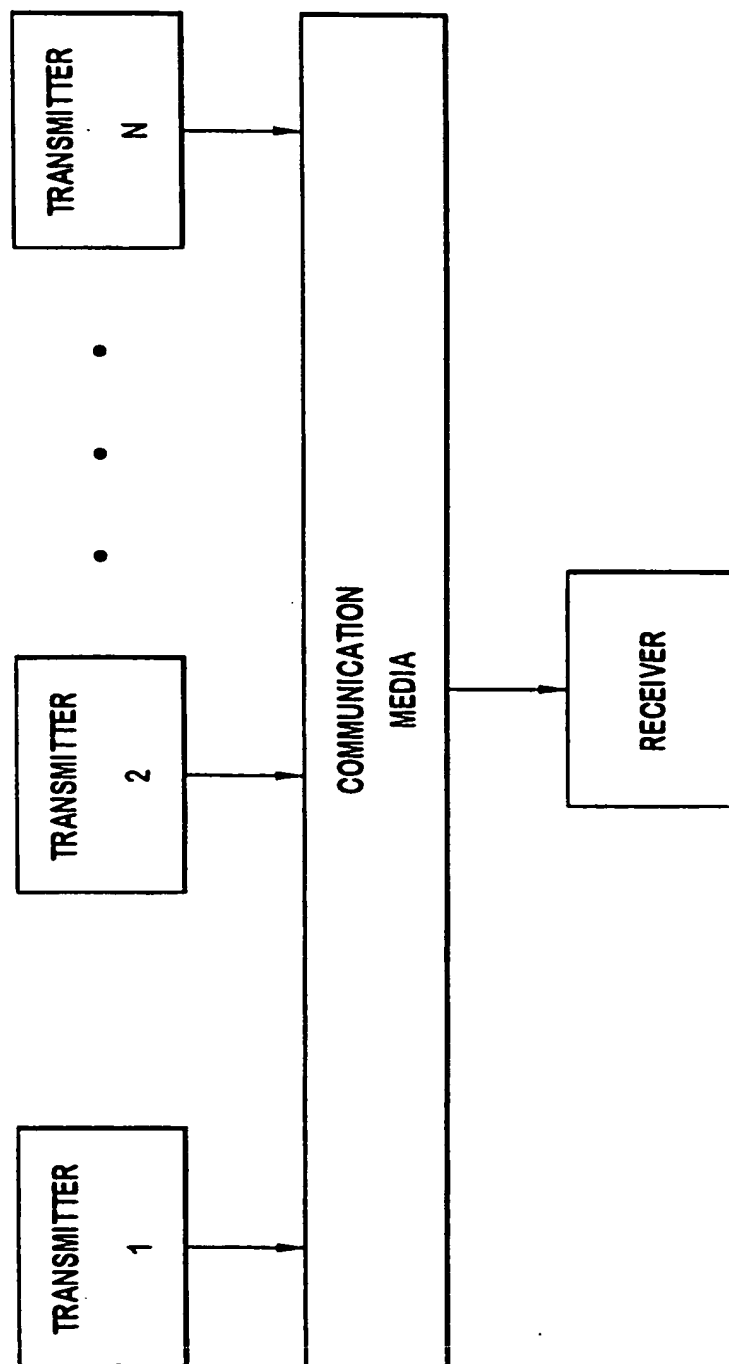 TRANSMITTER
1
TRANSMITTER
2
TRANSMITTER
N
COMMUNICATION
MEDIA
RECEIVER